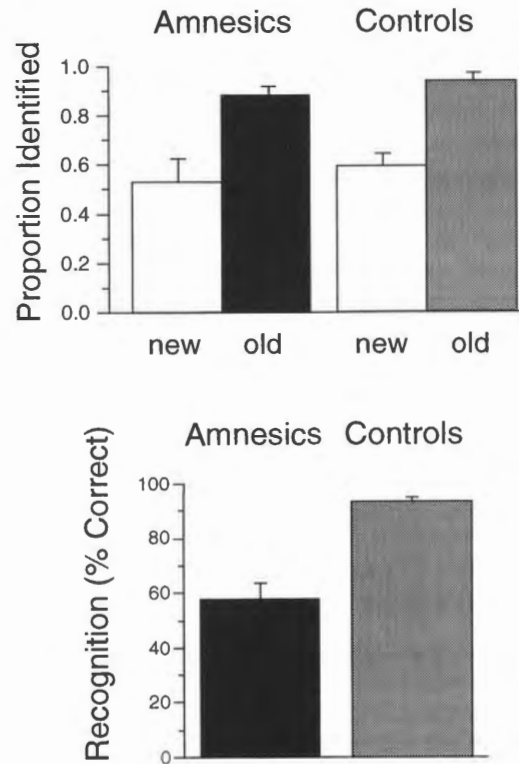 Amnesics Controls
Proportion Identified
1.0
0.8
0.6
0.4
0.2
0.0
new old new old
Amnesics Controls
Recognition (% Correct)
100
80
60
40
20
0